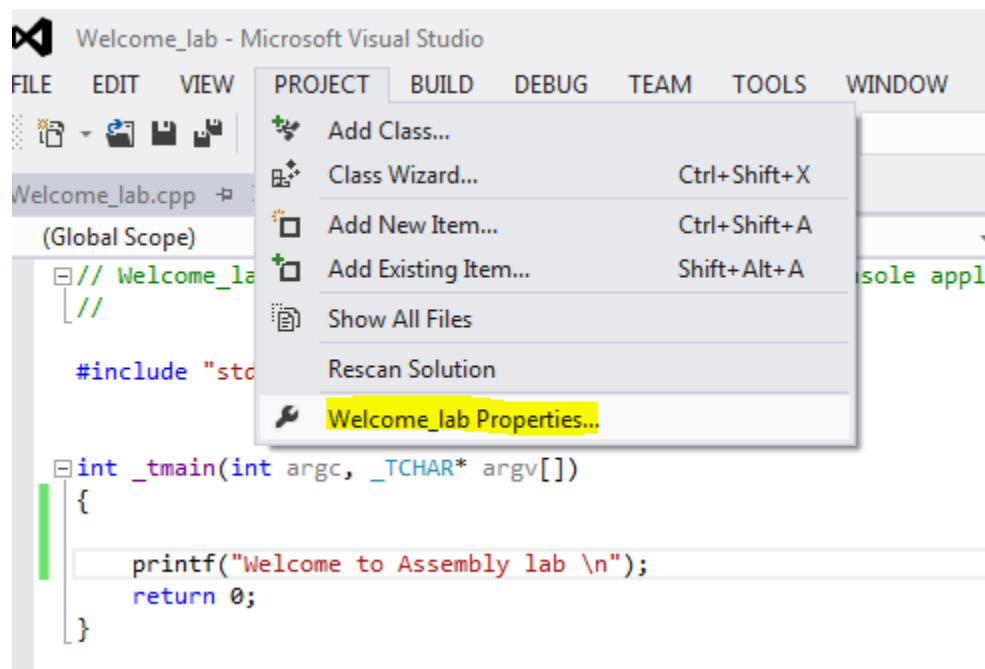 Welcome_lab - Microsoft Visual Studio
FILE EDIT VIEW PROJECT BUILD DEBUG TEAM TOOLS WINDOW
Add Class...
Class Wizard... Ctrl+Shift+X
Welcome_lab.cpp
Add New Item... Ctrl+Shift+A
(Global Scope)
Add Existing Item... Shift+Alt+A
// Welcome_la sole appl
//
Show All Files
Rescan Solution
#include "std
Welcome_lab Properties...
int _tmain(int argc, _TCHAR* argv[])
{
printf("Welcome to Assembly lab \n");
return 0;
}